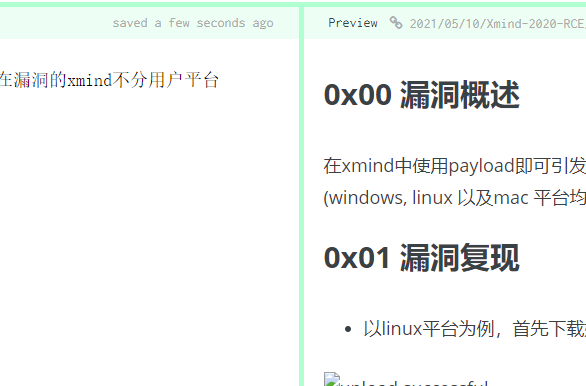 saved a few seconds ago
在漏洞的xmind不分用户平台
Preview 2021/05/10/Xmind-2020-RCE/
0x00 漏洞概述
在xmind中使用payload即可引发
(windows, linux 以及mac 平台均
0x01 漏洞复现
• 以linux平台为例，首先下载
upload successful